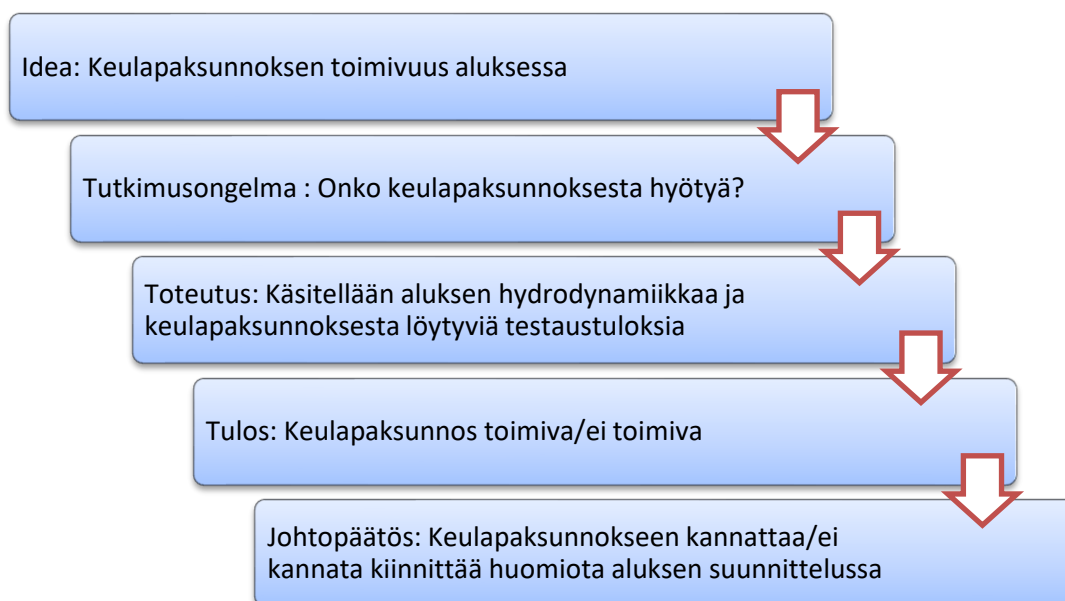 Idea: Keulapaksunnoksen toimivuus aluksessa
Tutkimusongelma : Onko keulapaksunnoksesta hyötyä?
Toteutus: Käsitellään aluksen hydrodynamiikkaa ja
keulapaksunnoksesta löytyviä testaustuloksia
Tulos: Keulapaksunnos toimiva/ei toimiva
Johtopäätös: Keulapaksunnokseen kannattaa/ei
kannata kiinnittää huomiota aluksen suunnittelussa